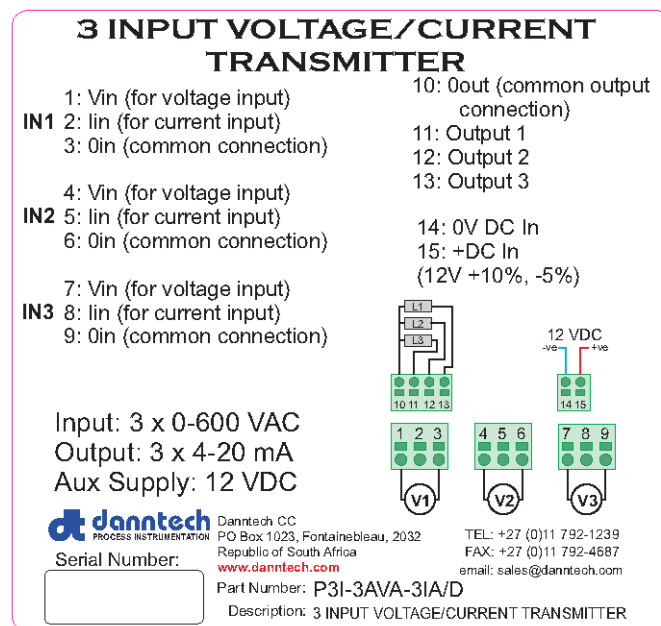 3 INPUT VOLTAGE/CURRENT
TRANSMITTER
1: Vin (for voltage input)
IN1 2: Iin (for current input)
3: 0in (common connection)
4: Vin (for voltage input)
IN2 5: Iin (for current input)
6: 0in (common connection)
7: Vin (for voltage input)
IN3 8: Iin (for current input)
9: 0in (common connection)
10: 0out (common output
connection)
11: Output 1
12: Output 2
13: Output 3
14: 0V DC In
15: +DC In
(12V +10%, -5%)
L1
L2
L3
12 VDC
-ve +ve
10 11 12 13
14 15
1 2 3
4 5 6
7 8 9
V1
V2
V3
Input: 3 x 0-600 VAC
Output: 3 x 4-20 mA
Aux Supply: 12 VDC
dt danntech
PROCESS INSTRUMENTATION
Serial Number:
Danntech CC
PO Box 1023, Fontainebleau, 2032
Republic of South Africa
www.danntech.com
TEL: +27 (0)11 792-1239
FAX: +27 (0)11 792-4687
email: sales@danntech.com
Part Number: P3I-3AVA-3IA/D
Description: 3 INPUT VOLTAGE/CURRENT TRANSMITTER